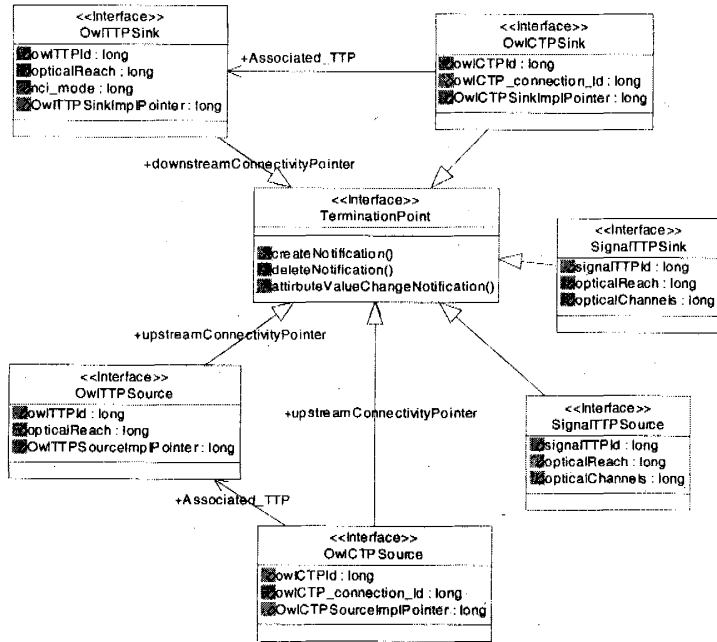 <<Interface>>
OwlTTPSink
owlTTPId : long
opticalReach : long
nci_mode : long
OwlTTPSinkImplPointer : long
+Associated_TTP
<<Interface>>
OwlCTPSink
owlCTPId : long
owlCTP_connection_Id : long
OwlCTPSinkImplPointer : long
+downstreamConnectivityPointer
<<Interface>>
TerminationPoint
createNotification()
deleteNotification()
attirbuteValueChangeNotification()
<<Interface>>
SignalTTPSink
signalTTPId : long
opticalReach : long
opticalChannels : long
+upstreamConnectivityPointer
<<Interface>>
OwlTTPSource
owlTTPId : long
opticalReach : long
OwlTTPSourceImplPointer : long
+upstreamConnectivityPointer
<<Interface>>
SignalTTPSource
signalTTPId : long
opticalReach : long
opticalChannels : long
+Associated_TTP
<<Interface>>
OwlCTPSource
owlCTPId : long
owlCTP_connection_Id : long
OwlCTPSourceImplPointer : long